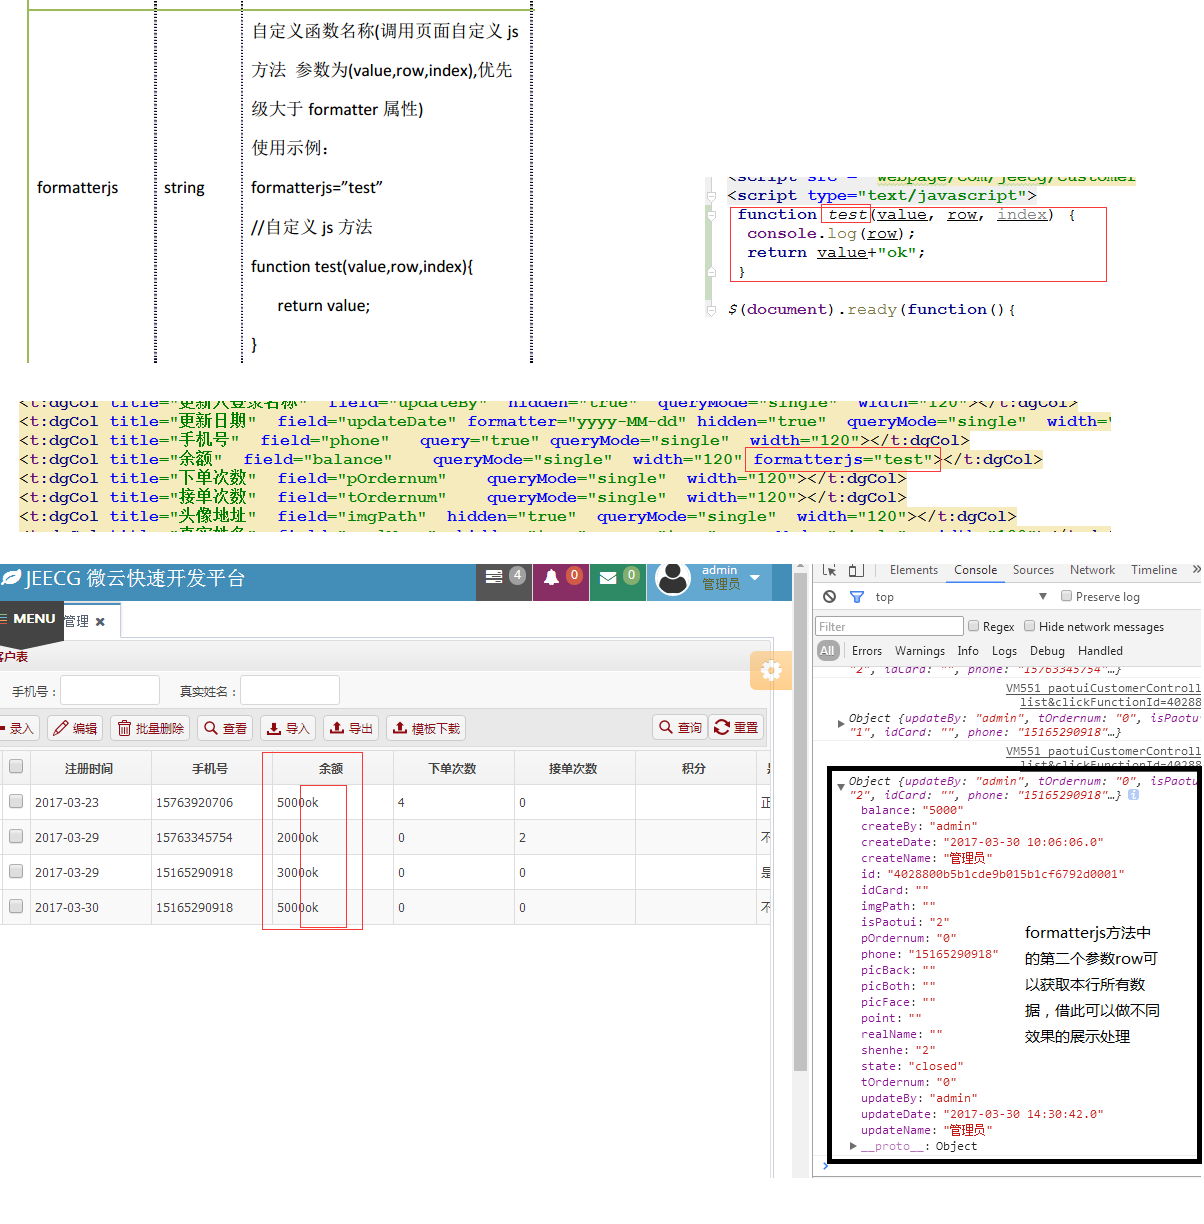 formatterjs
string
自定义函数名称(调用页面自定义 js
方法 参数为(value,row,index),优先
级大于 formatter 属性)
使用示例：
formatterjs=”test”
//自定义 js 方法
function test(value,row,index){
return value;
}
<script src = "webpage/com/jeecg/customer
<script type="text/javascript">
function test(value, row, index) {
console.log(row);
return value+"ok";
}
$(document).ready(function(){
<t:dgCol title="更新人登录名称" field="updateBy" hidden="true" queryMode="single" width="120"></t:dgCol>
<t:dgCol title="更新日期" field="updateDate" formatter="yyyy-MM-dd" hidden="true" queryMode="single" width="
<t:dgCol title="手机号" field="phone" query="true" queryMode="single" width="120"></t:dgCol>
<t:dgCol title="余额" field="balance" queryMode="single" width="120" formatterjs="test"></t:dgCol>
<t:dgCol title="下单次数" field="pOrdernum" queryMode="single" width="120"></t:dgCol>
<t:dgCol title="接单次数" field="tOrdernum" queryMode="single" width="120"></t:dgCol>
<t:dgCol title="头像地址" field="imgPath" hidden="true" queryMode="single" width="120"></t:dgCol>
JEECG 微云快速开发平台
4
0
0
admin
管理员
MENU
管理
客户表
手机号：
真实姓名：
录入
编辑
批量删除
查看
导入
导出
模板下载
查询
重置
注册时间 手机号 余额 下单次数 接单次数 积分
2017-03-23 15763920706 5000ok 4 0 正
2017-03-29 15763345754 2000ok 0 2 不
2017-03-29 15165290918 3000ok 0 0 是
2017-03-30 15165290918 5000ok 0 0 不
Elements Console Sources Network Timeline »
top
Preserve log
Filter
Regex
Hide network messages
All Errors Warnings Info Logs Debug Handled
"2", idCard: "", phone: "15763345754"…}
VM551 paotuiCustomerControll
list&clickFunctionId=40288
Object {updateBy: "admin", tOrdernum: "0", isPaotu
"1", idCard: "", phone: "15165290918"…}
VM551 paotuiCustomerControll
list&clickFunctionId=40288
Object {updateBy: "admin", tOrdernum: "0", isPaotu
"2", idCard: "", phone: "15165290918"…}
balance: "5000"
createBy: "admin"
createDate: "2017-03-30 10:06:06.0"
createName: "管理员"
id: "4028800b5b1cde9b015b1cf6792d0001"
idCard: ""
imgPath: ""
isPaotui: "2"
pOrdernum: "0"
phone: "15165290918"
picBack: ""
picBoth: ""
picFace: ""
point: ""
realName: ""
shenhe: "2"
state: "closed"
tOrdernum: "0"
updateBy: "admin"
updateDate: "2017-03-30 14:30:42.0"
updateName: "管理员"
__proto__: Object
formatterjs方法中
的第二个参数row可
以获取本行所有数
据，借此可以做不同
效果的展示处理